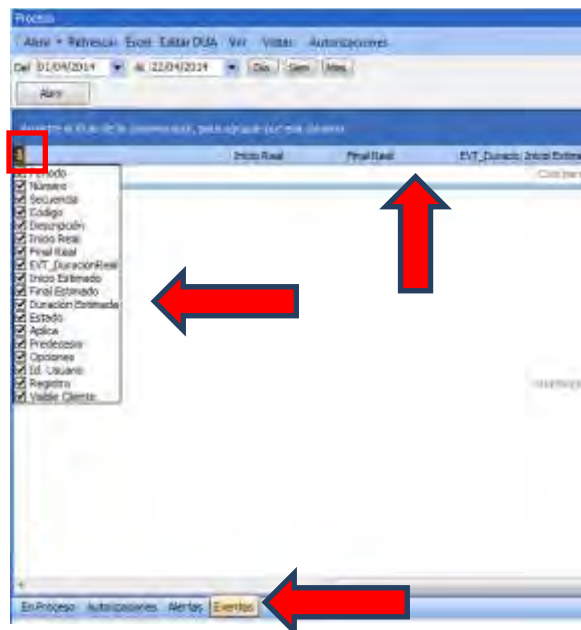 Proceso
Abrir Refrescar Excel Editar DUA Ver Vistas Autorizaciones
Del 01/04/2014 al 22/04/2014 Día Sem Mes
Abrir
Inicio Real Final Real EVT_Duració Inicio Estima
Periodo
Número
Secuencia
Código
Descripción
Inicio Real
Final Real
EVT_DuraciónReal
Inicio Estimado
Final Estimado
Duración Estimada
Estado
Aplica
Predecesor
Opciones
Id. Usuario
Registro
Visible Cliente
En Proceso Autorizaciones Alertas Eventos